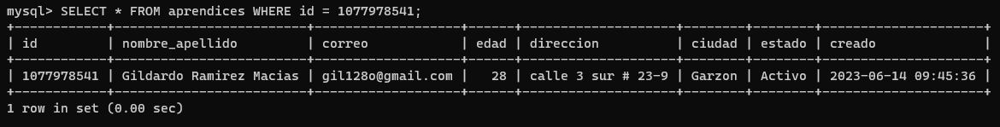 mysql> SELECT * FROM aprendices WHERE id = 1077978541;
+------------+-------------------------+-------------------+------+--------------------+--------+--------+---------------------+
| id         | nombre_apellido         | correo            | edad | direccion          | ciudad | estado | creado              |
+------------+-------------------------+-------------------+------+--------------------+--------+--------+---------------------+
| 1077978541 | Gildardo Ramirez Macias | gil128o@gmail.com |   28 | calle 3 sur # 23-9 | Garzon | Activo | 2023-06-14 09:45:36 |
+------------+-------------------------+-------------------+------+--------------------+--------+--------+---------------------+
1 row in set (0.00 sec)